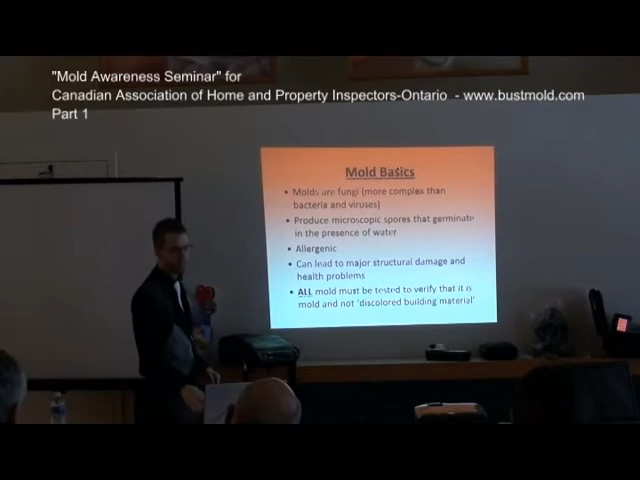 "Mold Awareness Seminar" for
Canadian Association of Home and Property Inspectors-Ontario - www.bustmold.com
Part 1
Mold Basics
• Molds are fungi (more complex than
bacteria and viruses)
• Produce microscopic spores that germinate
in the presence of water
• Allergenic
• Can lead to major structural damage and
health problems
• ALL mold must be tested to verify that it is
mold and not 'discolored building material'